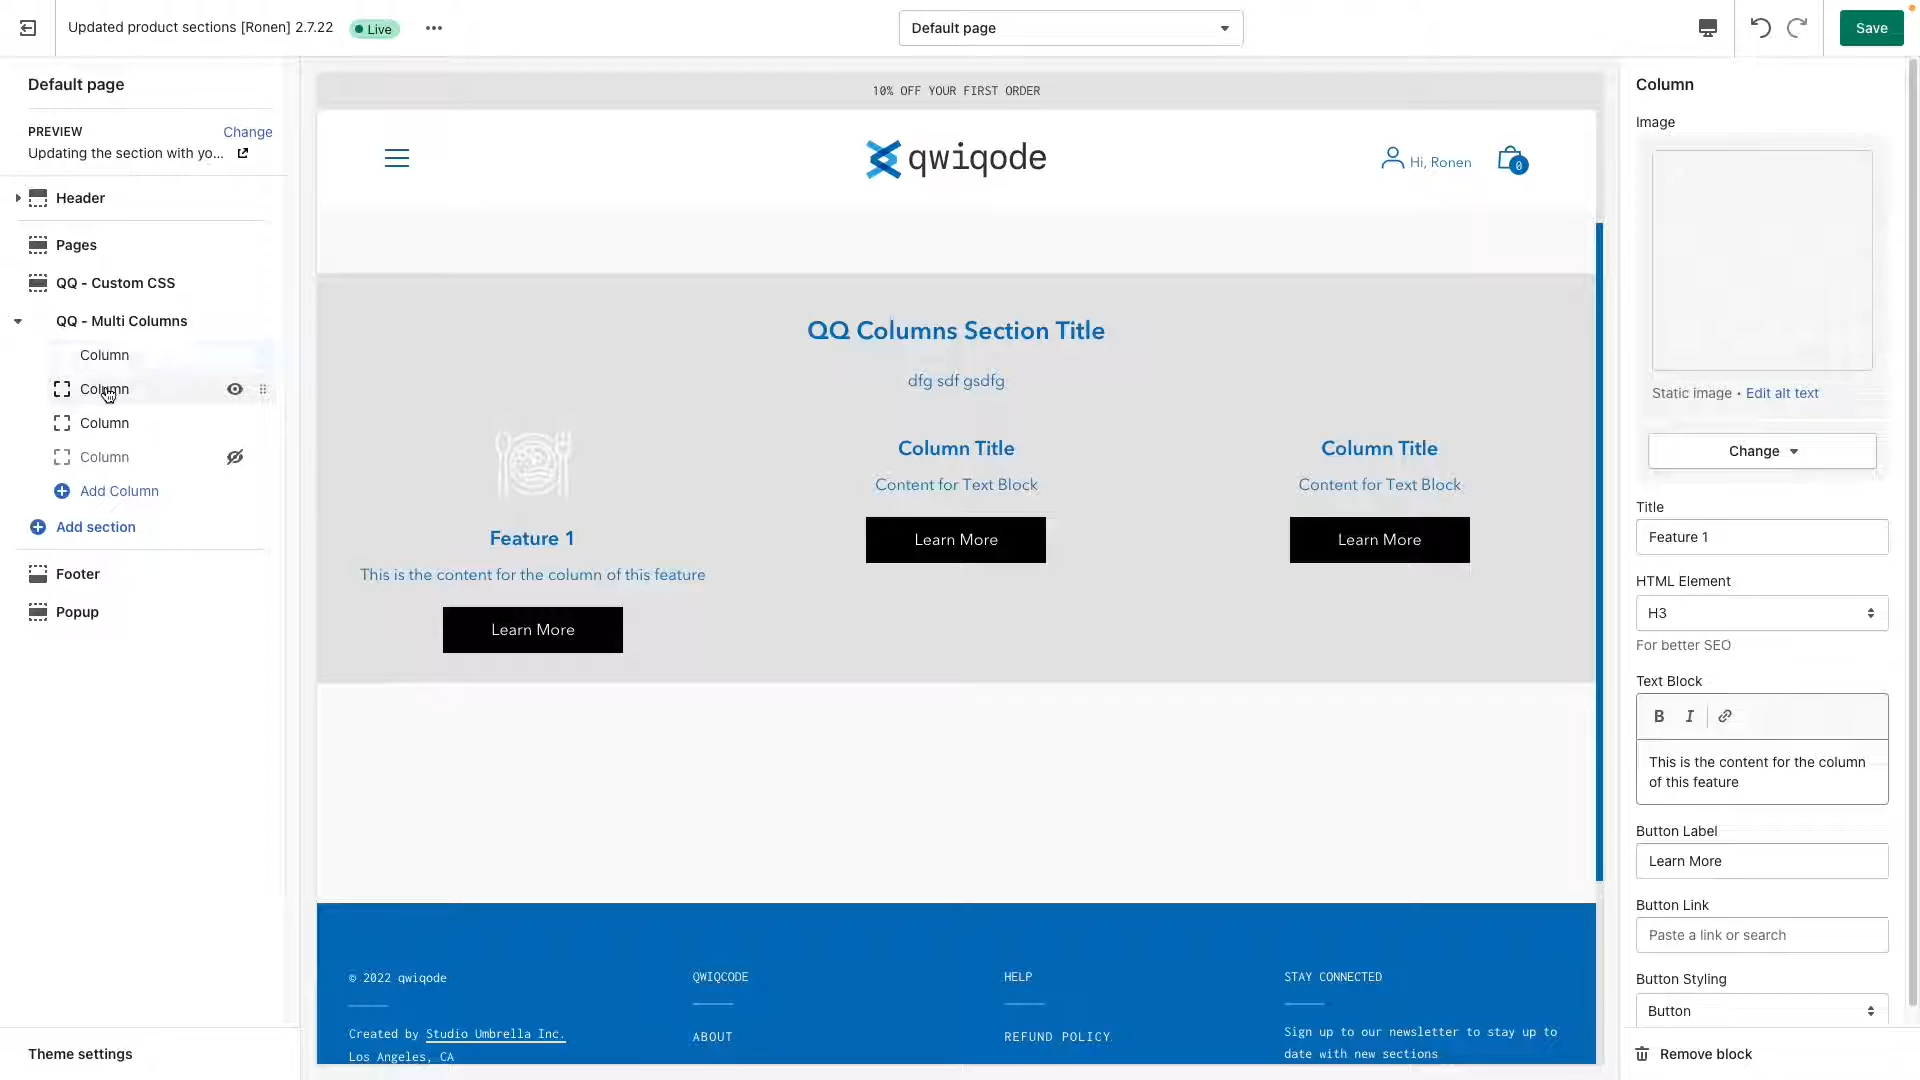 Updated product sections [Ronen] 2.7.22
Live
Default page
Save
Default page
PREVIEW
Change
Updating the section with yo...
Header
Pages
QQ - Custom CSS
QQ - Multi Columns
Column
Column
Column
Column
Add Column
Add section
Footer
Popup
Theme settings
10% OFF YOUR FIRST ORDER
qwiqode
Hi, Ronen
0
QQ Columns Section Title
dfg sdf gsdfg
Feature 1
This is the content for the column of this feature
Learn More
Column Title
Content for Text Block
Learn More
Column Title
Content for Text Block
Learn More
© 2022 qwiqode
Created by Studio Umbrella Inc.
Los Angeles, CA
QWIQCODE
ABOUT
HELP
REFUND POLICY
STAY CONNECTED
Sign up to our newsletter to stay up to
date with new sections
Column
Image
Static image • Edit alt text
Change
Title
Feature 1
HTML Element
H3
For better SEO
Text Block
B I
This is the content for the column
of this feature
Button Label
Learn More
Button Link
Paste a link or search
Button Styling
Button
Remove block